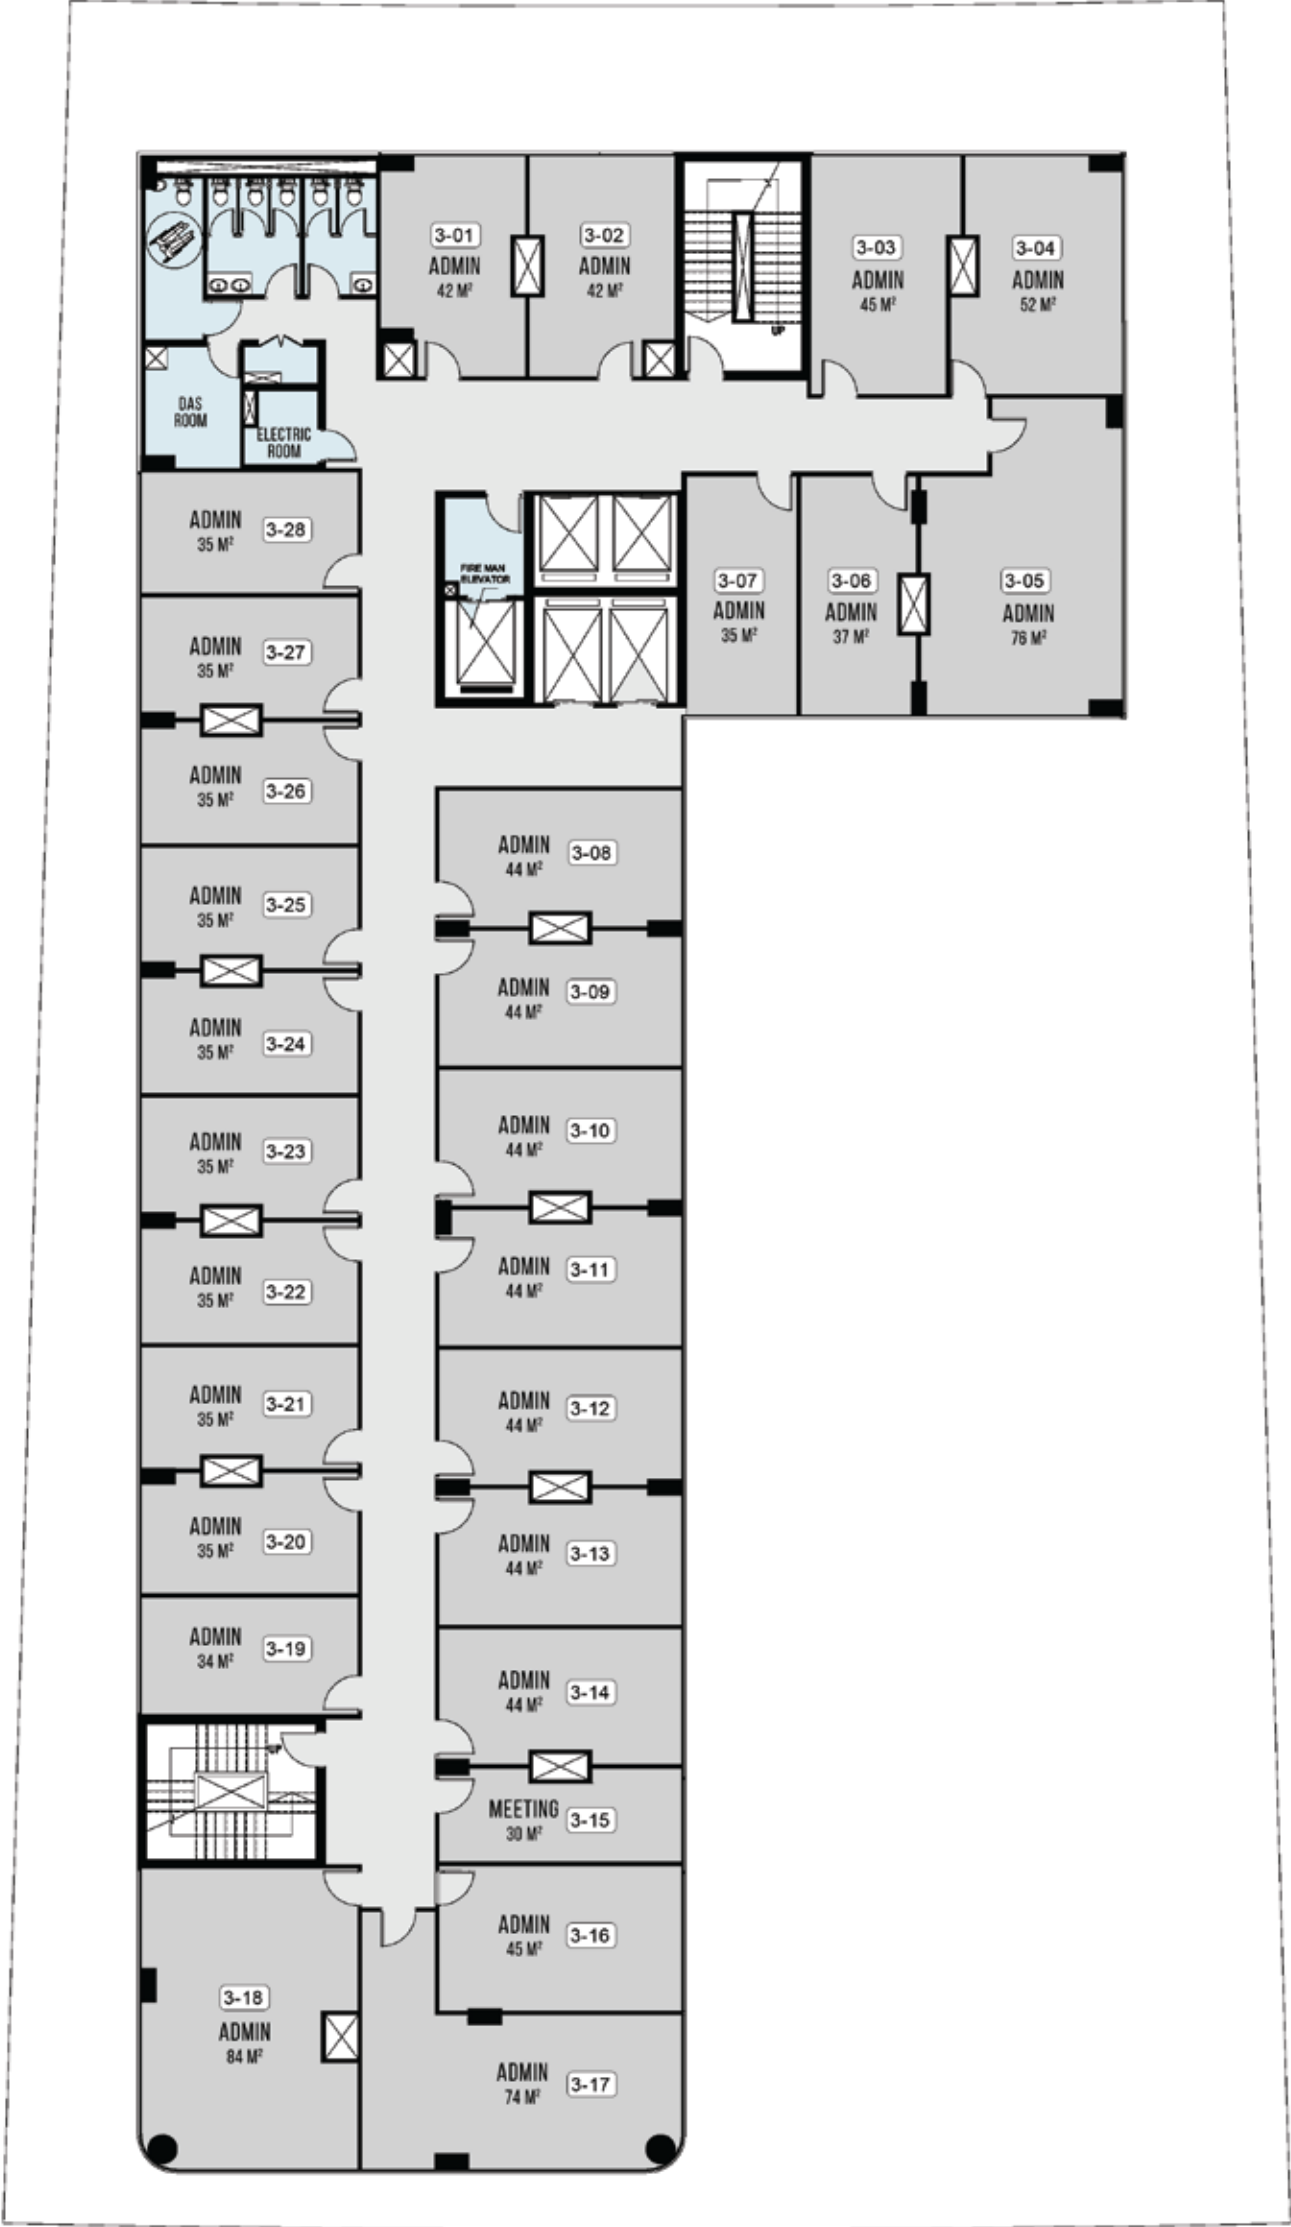 3-01
ADMIN
42 M²
3-02
ADMIN
42 M²
UP
3-03
ADMIN
45 M²
3-04
ADMIN
52 M²
DAS
ROOM
ELECTRIC
ROOM
ADMIN
35 M²
3-28
FIRE MAN
ELEVATOR
3-07
ADMIN
35 M²
3-06
ADMIN
37 M²
3-05
ADMIN
76 M²
ADMIN
35 M²
3-27
ADMIN
35 M²
3-26
ADMIN
44 M²
3-08
ADMIN
35 M²
3-25
ADMIN
44 M²
3-09
ADMIN
35 M²
3-24
ADMIN
44 M²
3-10
ADMIN
35 M²
3-23
ADMIN
44 M²
3-11
ADMIN
35 M²
3-22
ADMIN
44 M²
3-12
ADMIN
35 M²
3-21
ADMIN
44 M²
3-13
ADMIN
35 M²
3-20
ADMIN
34 M²
3-19
ADMIN
44 M²
3-14
UP
MEETING
30 M²
3-15
ADMIN
45 M²
3-16
3-18
ADMIN
84 M²
ADMIN
74 M²
3-17